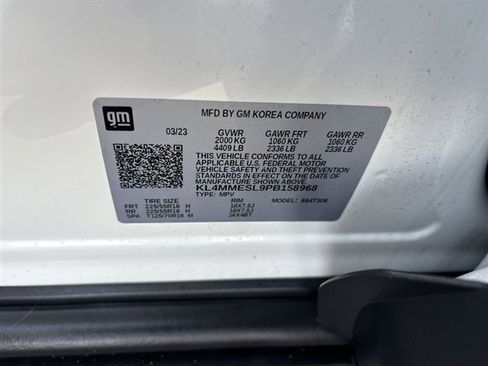 gm
MFD BY GM KOREA COMPANY
03/23 GVWR GAWR FRT GAWR RR
2000 KG 1060 KG 1060 KG
4409 LB 2336 LB 2336 LB
THIS VEHICLE CONFORMS TO ALL
APPLICABLE U.S. FEDERAL MOTOR
VEHICLE SAFETY AND THEFT PREVENTION
STANDARDS IN EFFECT ON THE DATE OF
MANUFACTURE SHOWN ABOVE.
KL4MMESL9PB158968
TYPE: MPV MODEL:
TIRE SIZE RIM
FRT 225/55R18 H 18X7.5J
RR 225/55R18 H 18X7.5J
SPA T125/70R16 M 16X4BT